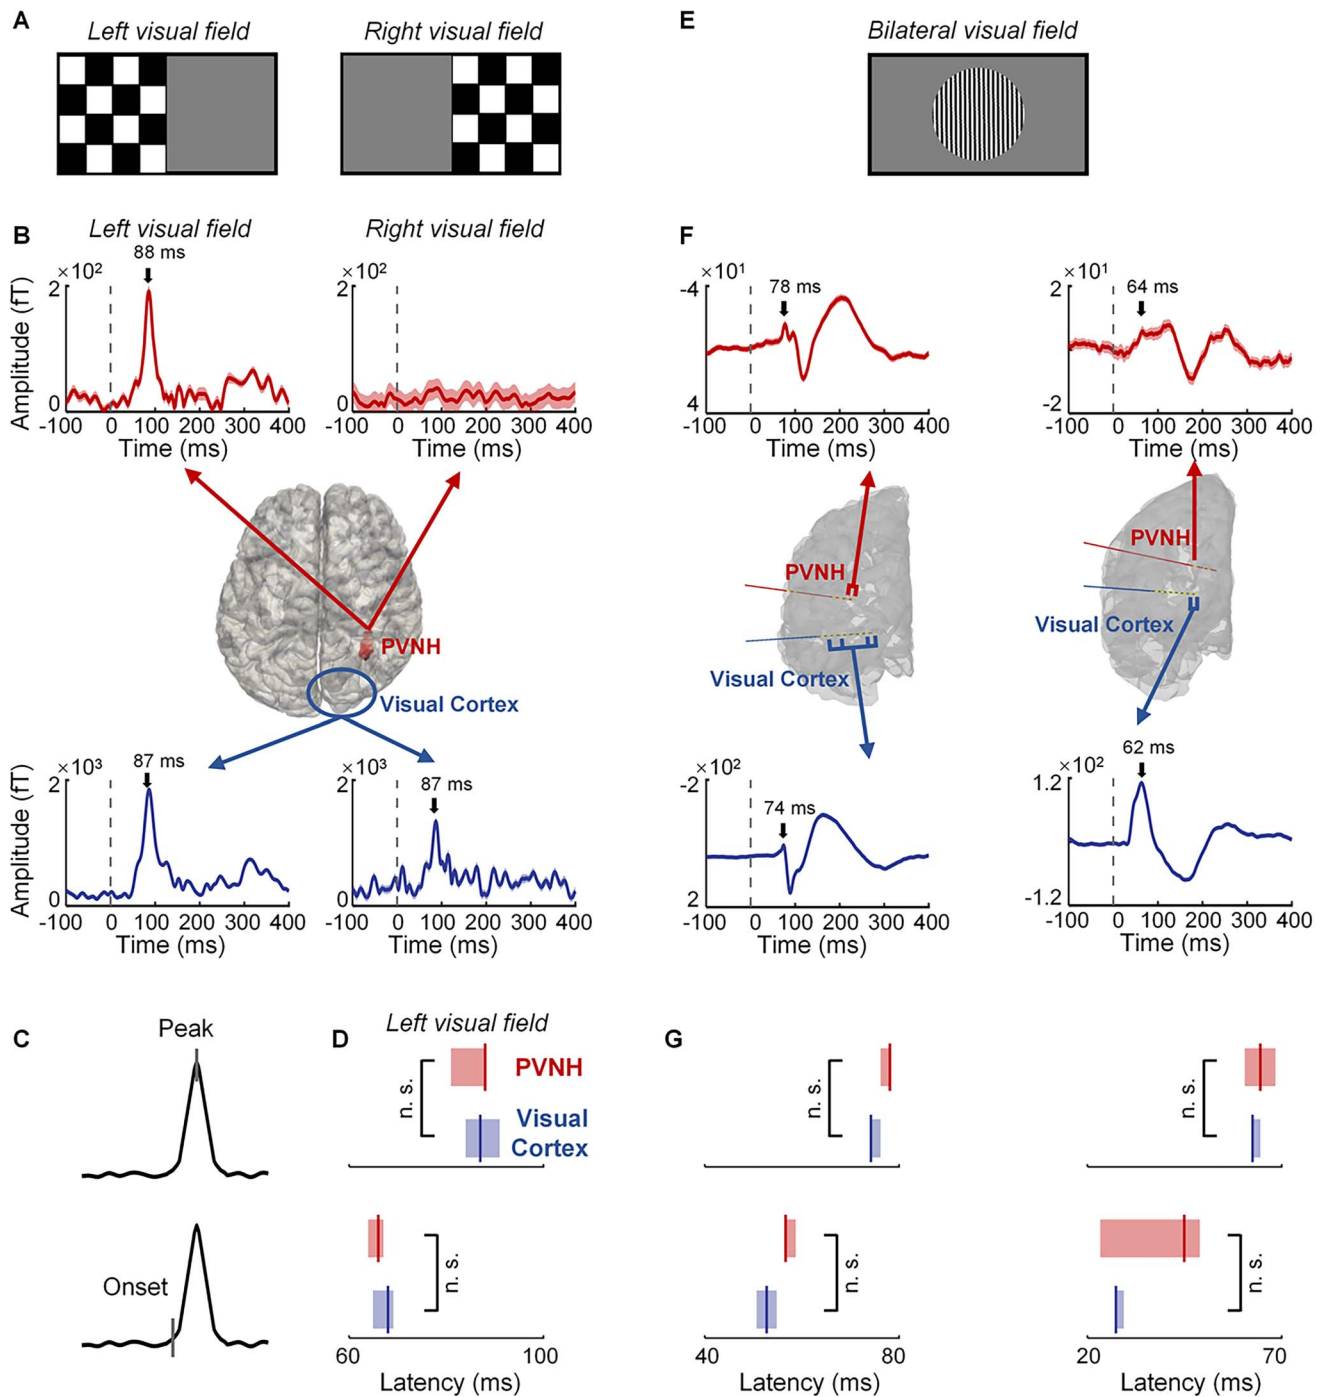 A
Left visual field
Right visual field
E
Bilateral visual field
B
Left visual field
Right visual field
F
88 ms
×10²
2
0
Amplitude (fT)
-100 0 100 200 300 400
Time (ms)
×10²
2
0
-100 0 100 200 300 400
Time (ms)
×10¹
-4
78 ms
4
-100 0 100 200 300 400
Time (ms)
×10¹
2
64 ms
-2
-100 0 100 200 300 400
Time (ms)
PVNH
Visual Cortex
PVNH
Visual Cortex
PVNH
Visual Cortex
87 ms
×10³
2
0
Amplitude (fT)
-100 0 100 200 300 400
Time (ms)
×10³
2
87 ms
0
-100 0 100 200 300 400
Time (ms)
×10²
-2
74 ms
2
-100 0 100 200 300 400
Time (ms)
62 ms
×10²
1.2
-1.2
-100 0 100 200 300 400
Time (ms)
C
Peak
Onset
D
Left visual field
PVNH
n. s.
Visual
Cortex
n. s.
60 100
Latency (ms)
G
n. s.
n. s.
40 80
Latency (ms)
n. s.
n. s.
20 70
Latency (ms)